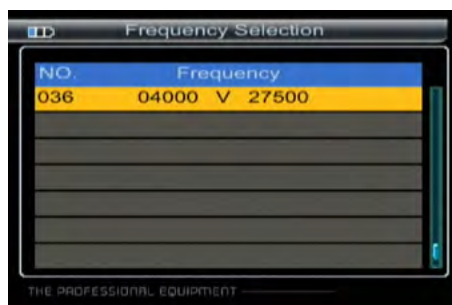 Frequency Selection
NO. Frequency
036 04000 V 27500
THE PROFESSIONAL EQUIPMENT